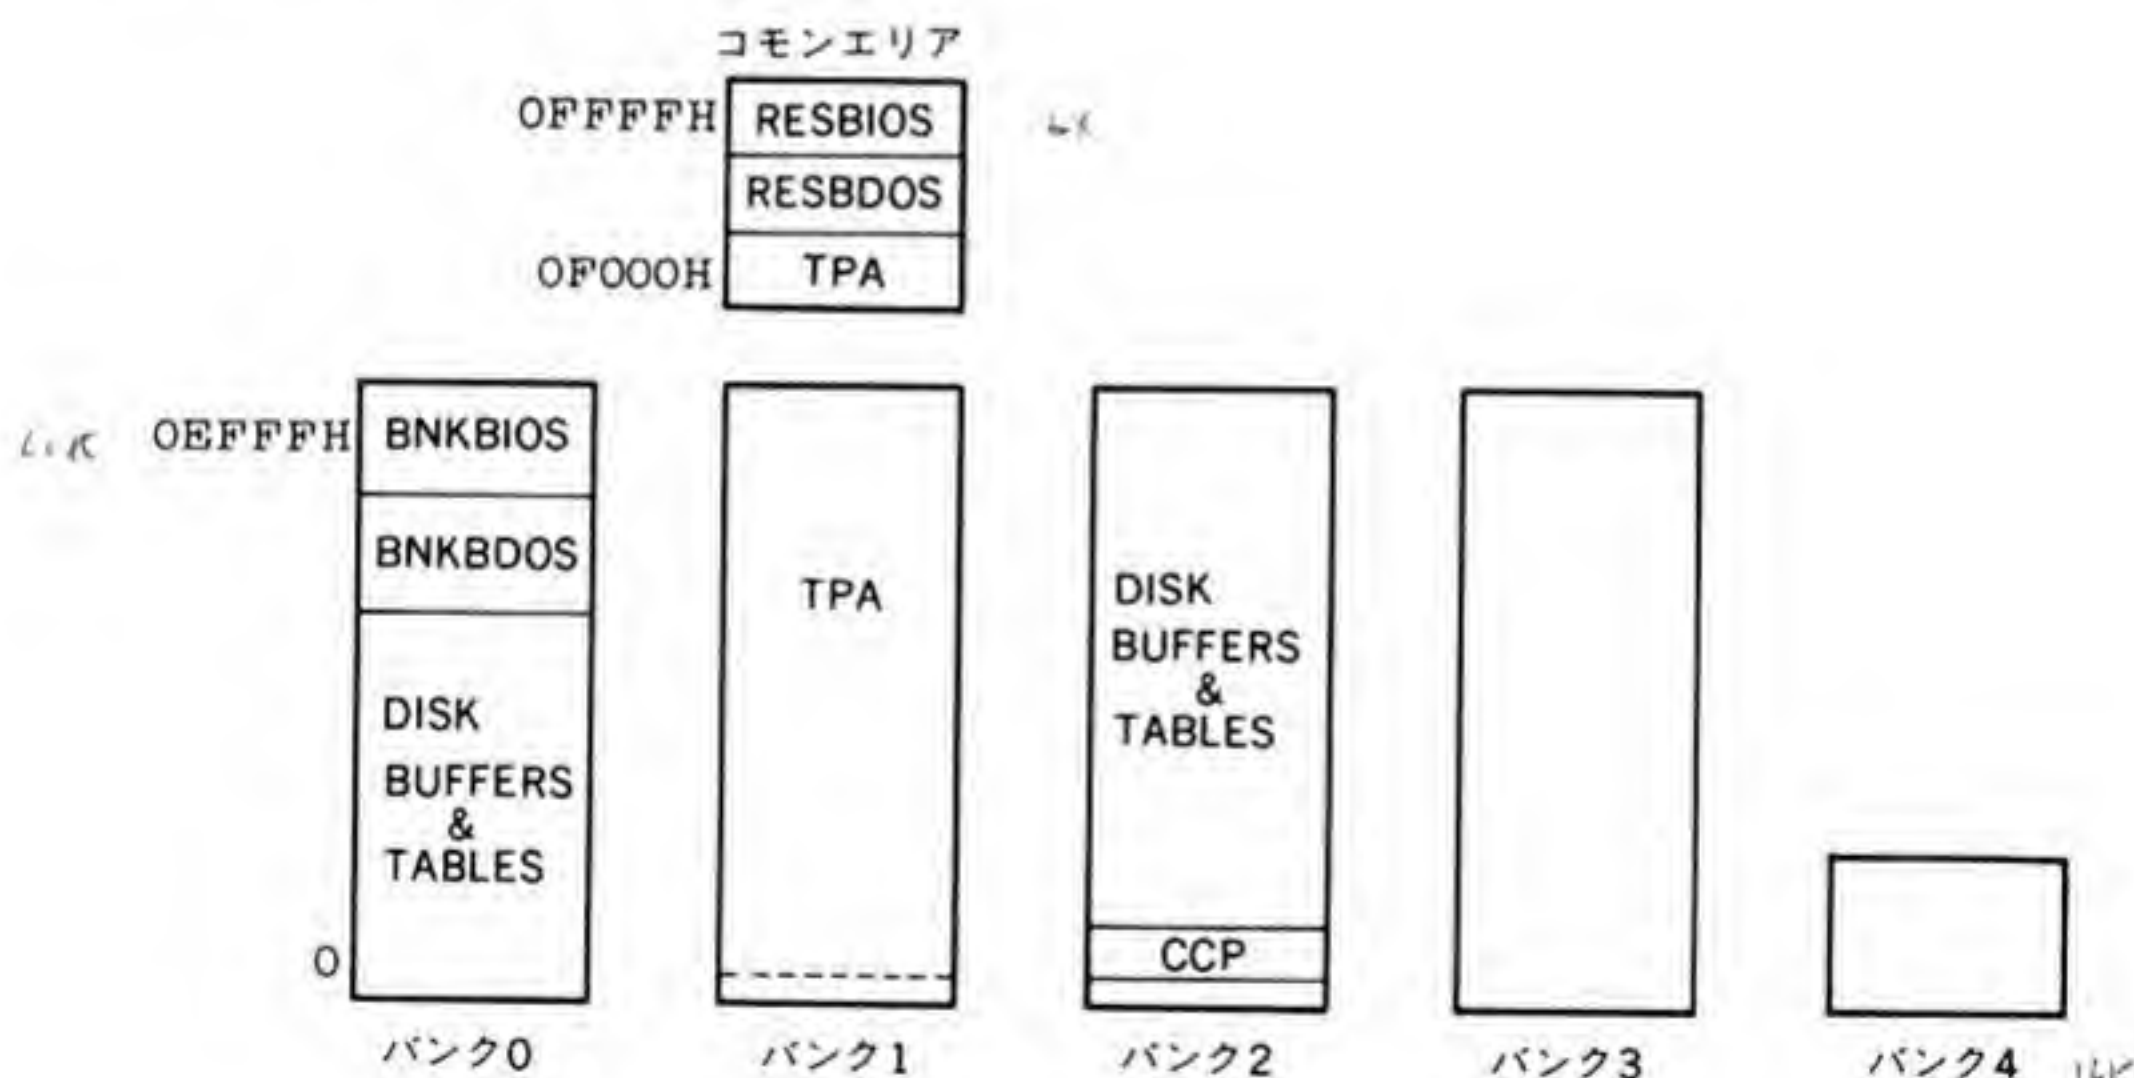 コモンエリア
0FFFFH
RESBIOS
RESBDOS
0F000H
TPA
0EFFFH
BNKBIOS
BNKBDOS
DISK
BUFFERS
&
TABLES
0
TPA
DISK
BUFFERS
&
TABLES
CCP
バンク0
バンク1
バンク2
バンク3
バンク4